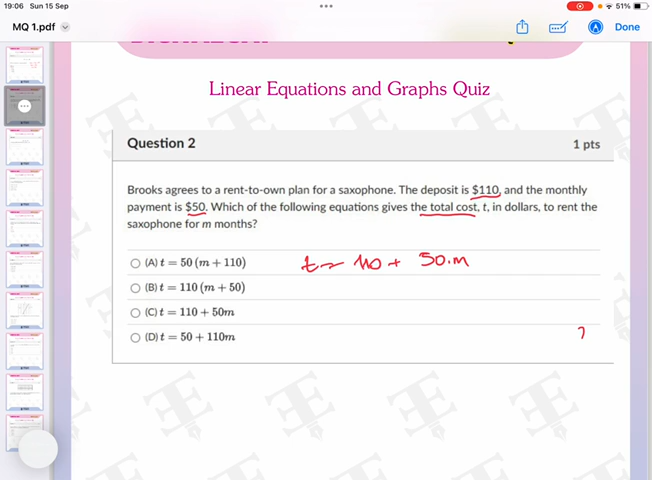 19:06 Sun 15 Sep
51%
MQ 1.pdf
Done
Linear Equations and Graphs Quiz
Question 2
1 pts
Brooks agrees to a rent-to-own plan for a saxophone. The deposit is $110, and the monthly
payment is $50. Which of the following equations gives the total cost, t, in dollars, to rent the
saxophone for m months?
(A) t = 50 (m + 110)
t = 110 + 50.m
(B) t = 110 (m + 50)
(C) t = 110 + 50m
(D) t = 50 + 110m